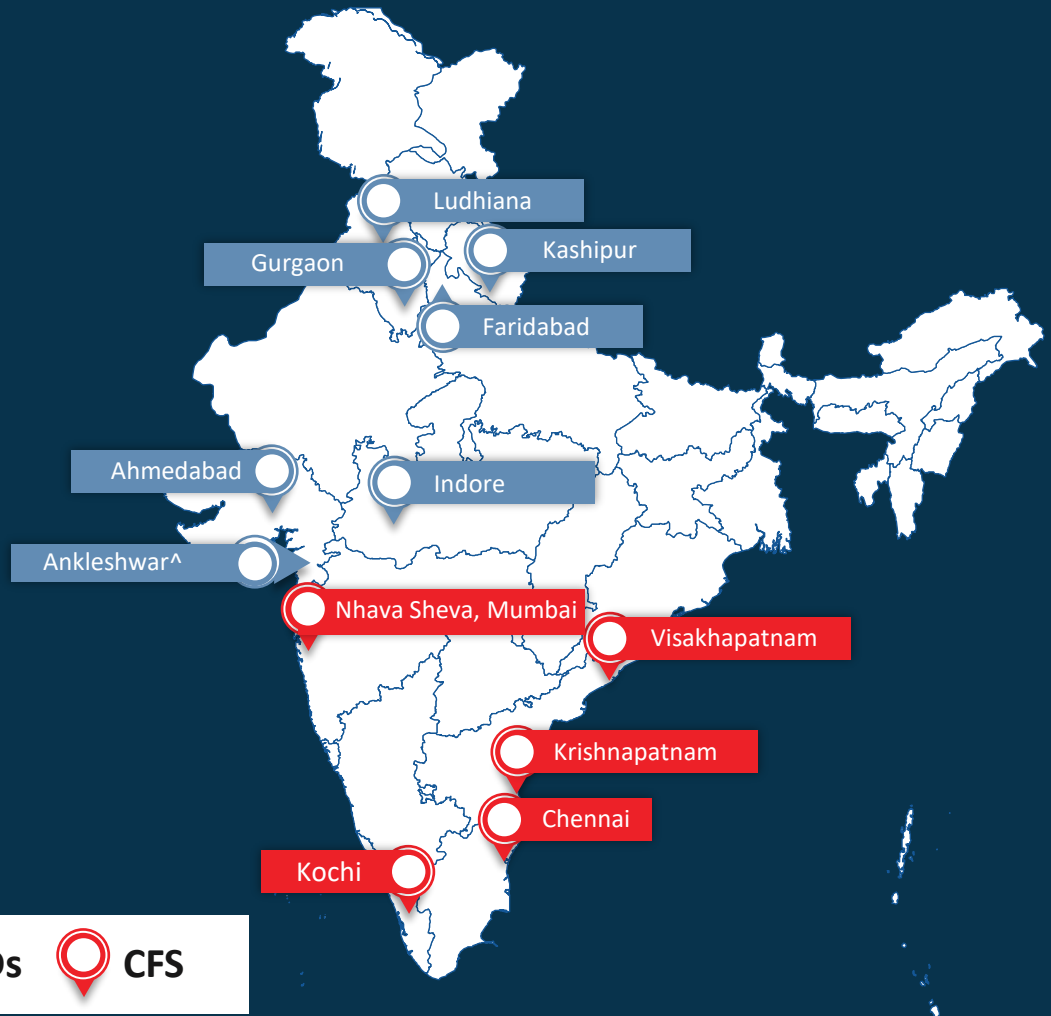 Ludhiana
Gurgaon
Kashipur
Faridabad
Ahmedabad
Indore
Ankleshwar^
Nhava Sheva, Mumbai
Visakhapatnam
Krishnapatnam
Chennai
Kochi
CFS